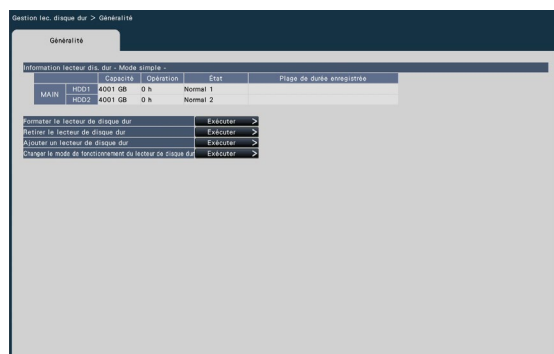 Gestion lec. disque dur > Généralité
Généralité
Information lecteur dis. dur - Mode simple -
Capacité Opération État Plage de durée enregistrée
MAIN HDD1 4001 GB 0 h Normal 1
HDD2 4001 GB 0 h Normal 2
Formater le lecteur de disque dur Exécuter >
Retirer le lecteur de disque dur Exécuter >
Ajouter un lecteur de disque dur Exécuter >
Changer le mode de fonctionnement du lecteur de disque dur Exécuter >